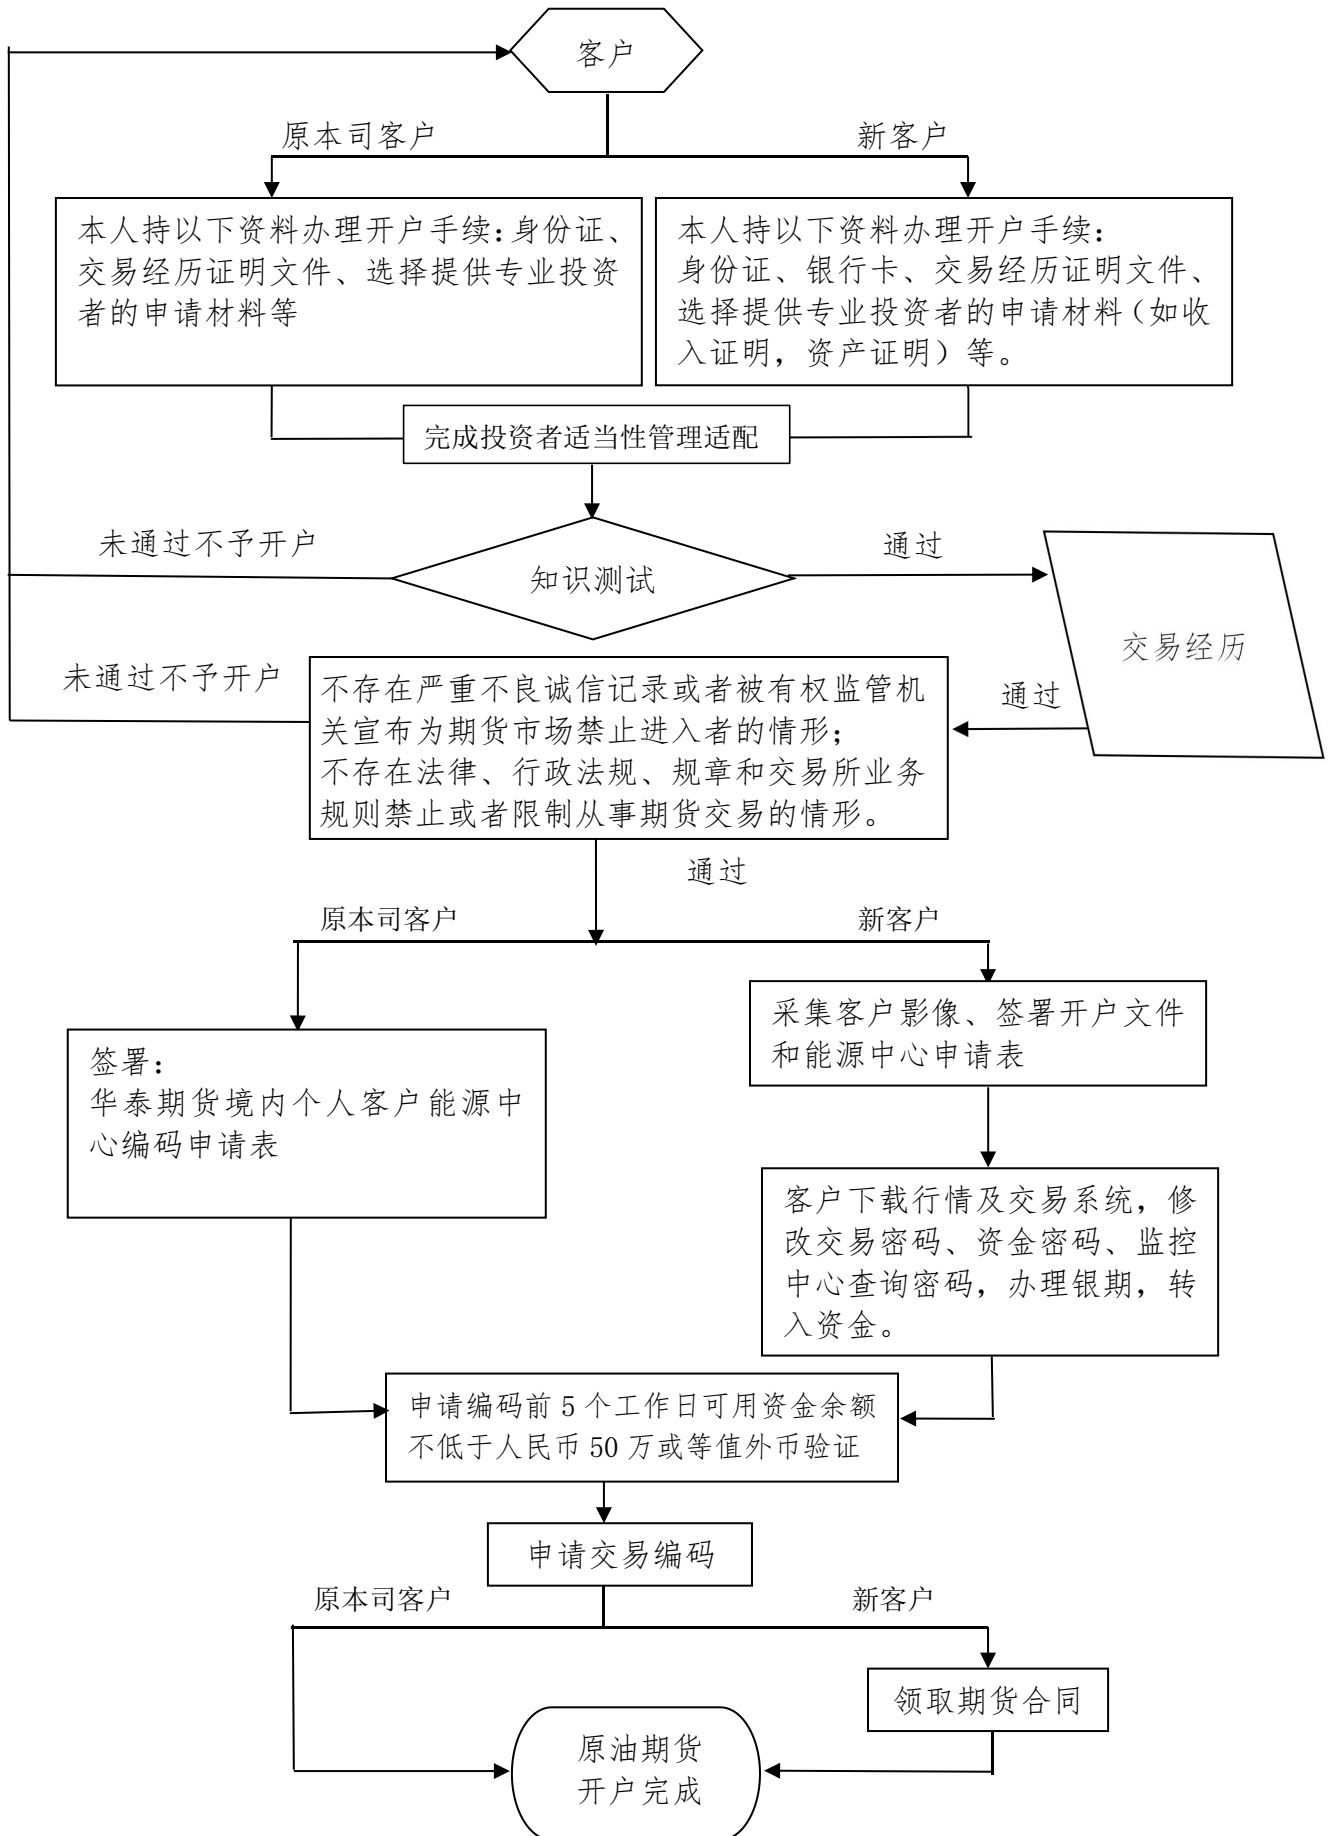 客户
原本司客户
新客户
本人持以下资料办理开户手续：身份证、
交易经历证明文件、选择提供专业投资
者的申请材料等
本人持以下资料办理开户手续：
身份证、银行卡、交易经历证明文件、
选择提供专业投资者的申请材料（如收
入证明，资产证明）等。
完成投资者适当性管理适配
未通过不予开户
知识测试
通过
交易经历
未通过不予开户
通过
不存在严重不良诚信记录或者被有权监管机
关宣布为期货市场禁止进入者的情形；
不存在法律、行政法规、规章和交易所业务
规则禁止或者限制从事期货交易的情形。
通过
原本司客户
新客户
签署：
华泰期货境内个人客户能源中
心编码申请表
采集客户影像、签署开户文件
和能源中心申请表
客户下载行情及交易系统，修
改交易密码、资金密码、监控
中心查询密码，办理银期，转
入资金。
申请编码前 5 个工作日可用资金余额
不低于人民币 50 万或等值外币验证
申请交易编码
原本司客户
新客户
领取期货合同
原油期货
开户完成